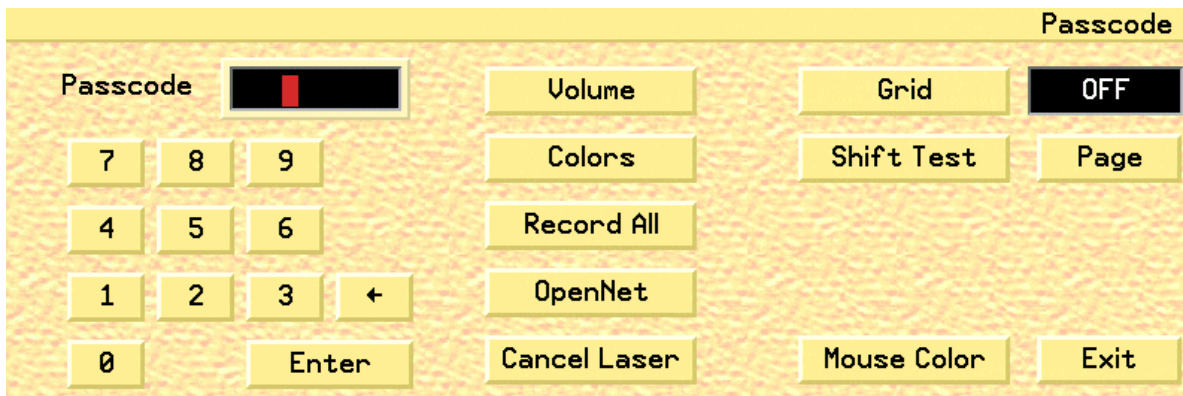 Passcode
Passcode Volume Grid OFF
7 8 9 Colors Shift Test Page
4 5 6 Record All
1 2 3 ← OpenNet
0 Enter Cancel Laser Mouse Color Exit